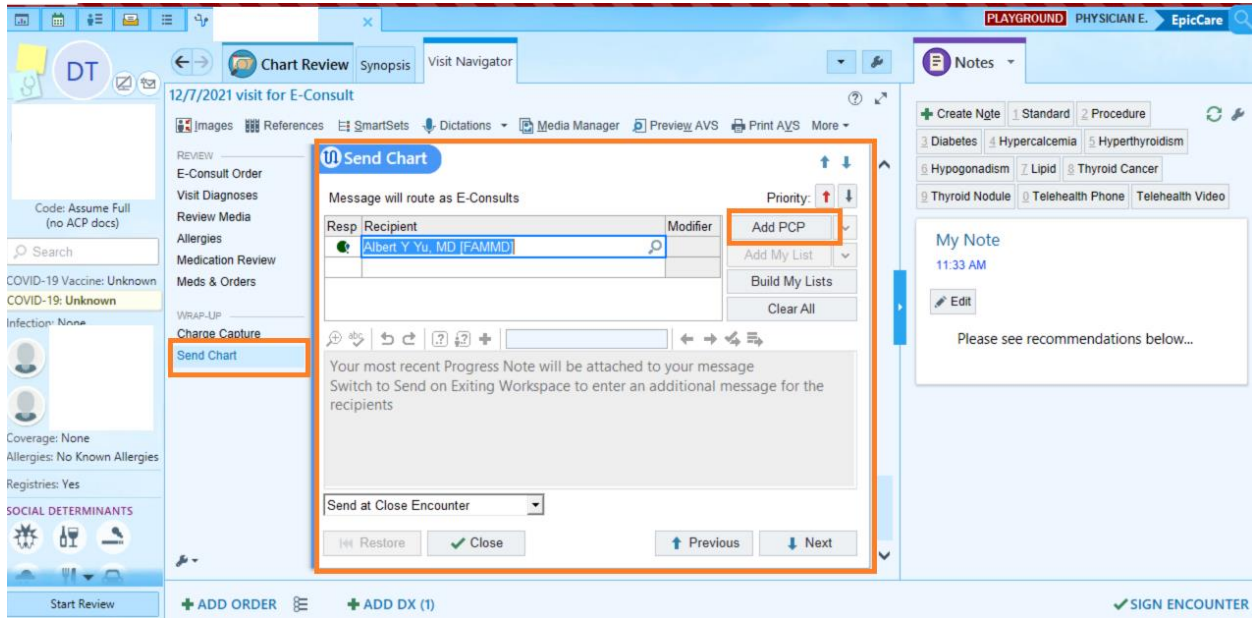 PLAYGROUND PHYSICIAN E. EpicCare
DT
Chart Review Synopsis Visit Navigator
Notes
12/7/2021 visit for E-Consult
Images References SmartSets Dictations Media Manager Preview AVS Print AVS More
Create Note 1 Standard 2 Procedure
3 Diabetes 4 Hypercalcemia 5 Hyperthyroidism
6 Hypogonadism 7 Lipid 8 Thyroid Cancer
9 Thyroid Nodule 0 Telehealth Phone Telehealth Video
My Note
11:33 AM
Edit
Please see recommendations below...
Code: Assume Full
(no ACP docs)
Search
COVID-19 Vaccine: Unknown
COVID-19: Unknown
Infection: None
Coverage: None
Allergies: No Known Allergies
Registries: Yes
SOCIAL DETERMINANTS
Start Review
REVIEW
E-Consult Order
Visit Diagnoses
Review Media
Allergies
Medication Review
Meds & Orders
WRAP-UP
Charge Capture
Send Chart
Send Chart
Message will route as E-Consults
Priority:
Resp Recipient Modifier
Albert Y Yu, MD [FAMMD]
Add PCP
Add My List
Build My Lists
Clear All
abc
Your most recent Progress Note will be attached to your message
Switch to Send on Exiting Workspace to enter an additional message for the
recipients
Send at Close Encounter
Restore Close Previous Next
ADD ORDER ADD DX (1) SIGN ENCOUNTER